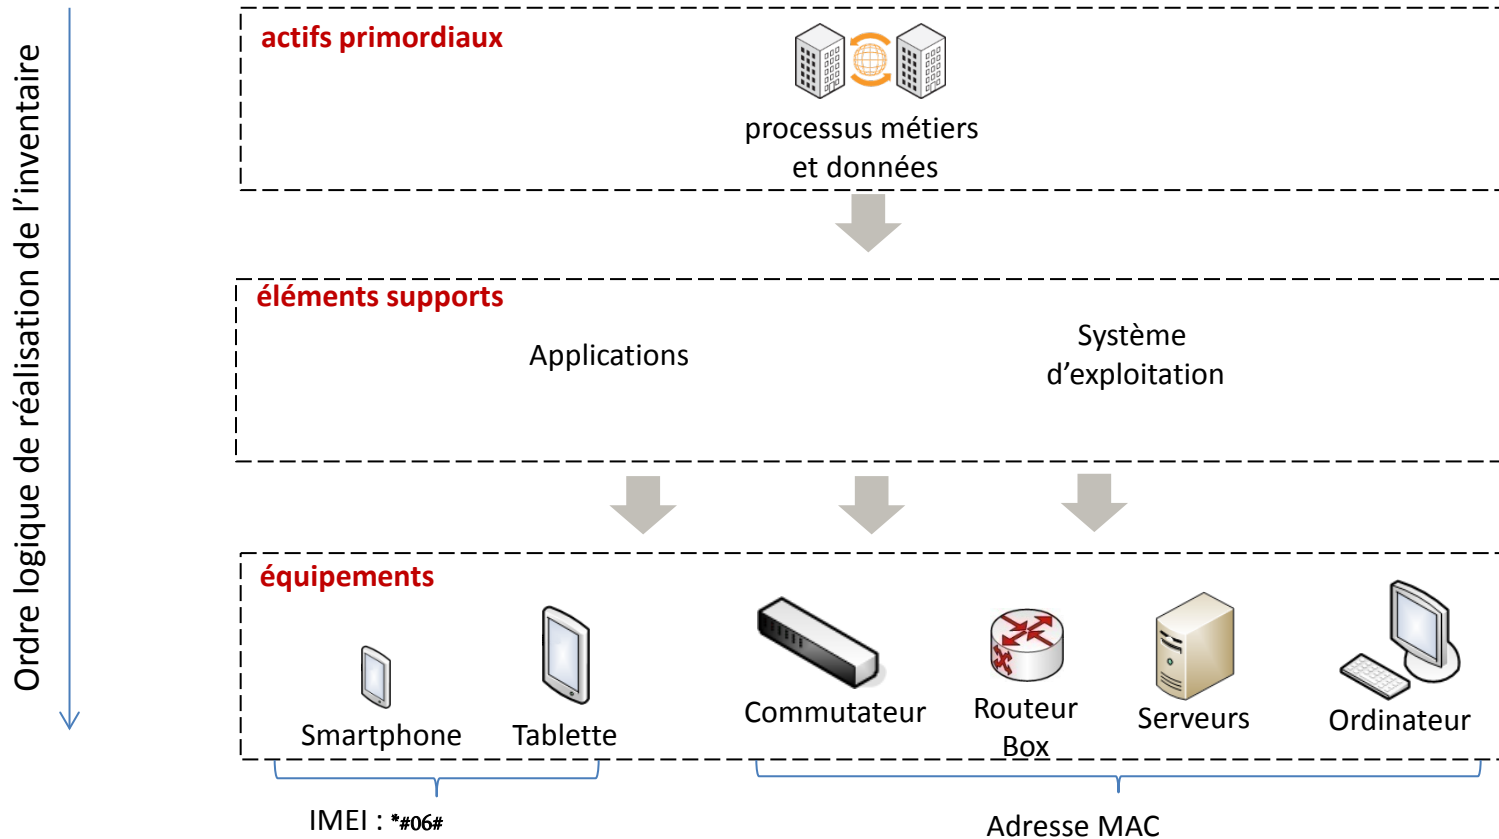 Ordre logique de réalisation de l'inventaire
actifs primordiaux
processus métiers
et données
éléments supports
Applications
Système
d'exploitation
équipements
Smartphone
Tablette
Commutateur
Routeur
Box
Serveurs
Ordinateur
IMEI : *#06#
Adresse MAC